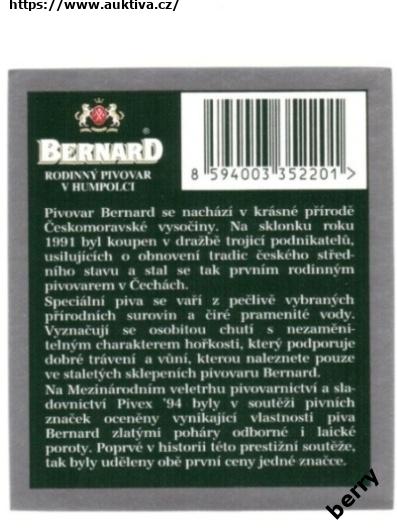 https://www.auktiva.cz/
BERNARD®
RODINNÝ PIVOVAR
V HUMPOLCI
8 594003 352201 >
Pivovar Bernard se nachází v krásné přírodě
Českomoravské vysočiny. Na sklonku roku
1991 byl koupen v dražbě trojicí podnikatelů,
usilujících o obnovení tradic českého střed-
ního stavu a stal se tak prvním rodinným
pivovarem v Čechách.
Speciální piva se vaří z pečlivě vybraných
přírodních surovin a čiré pramenité vody.
Vyznačují se osobitou chutí s nezaměni-
telným charakterem hořkosti, který podporuje
dobré trávení a vůní, kterou naleznete pouze
ve staletých sklepeních pivovaru Bernard.
Na Mezinárodním veletrhu pivovarnictví a sla-
dovnictví Pivex '94 byly v soutěži pivních
značek oceněny vynikající vlastnosti piva
Bernard zlatými poháry odborné i laické
poroty. Poprvé v historii této prestižní soutěže,
tak byly uděleny obě první ceny jedné značce.
berry